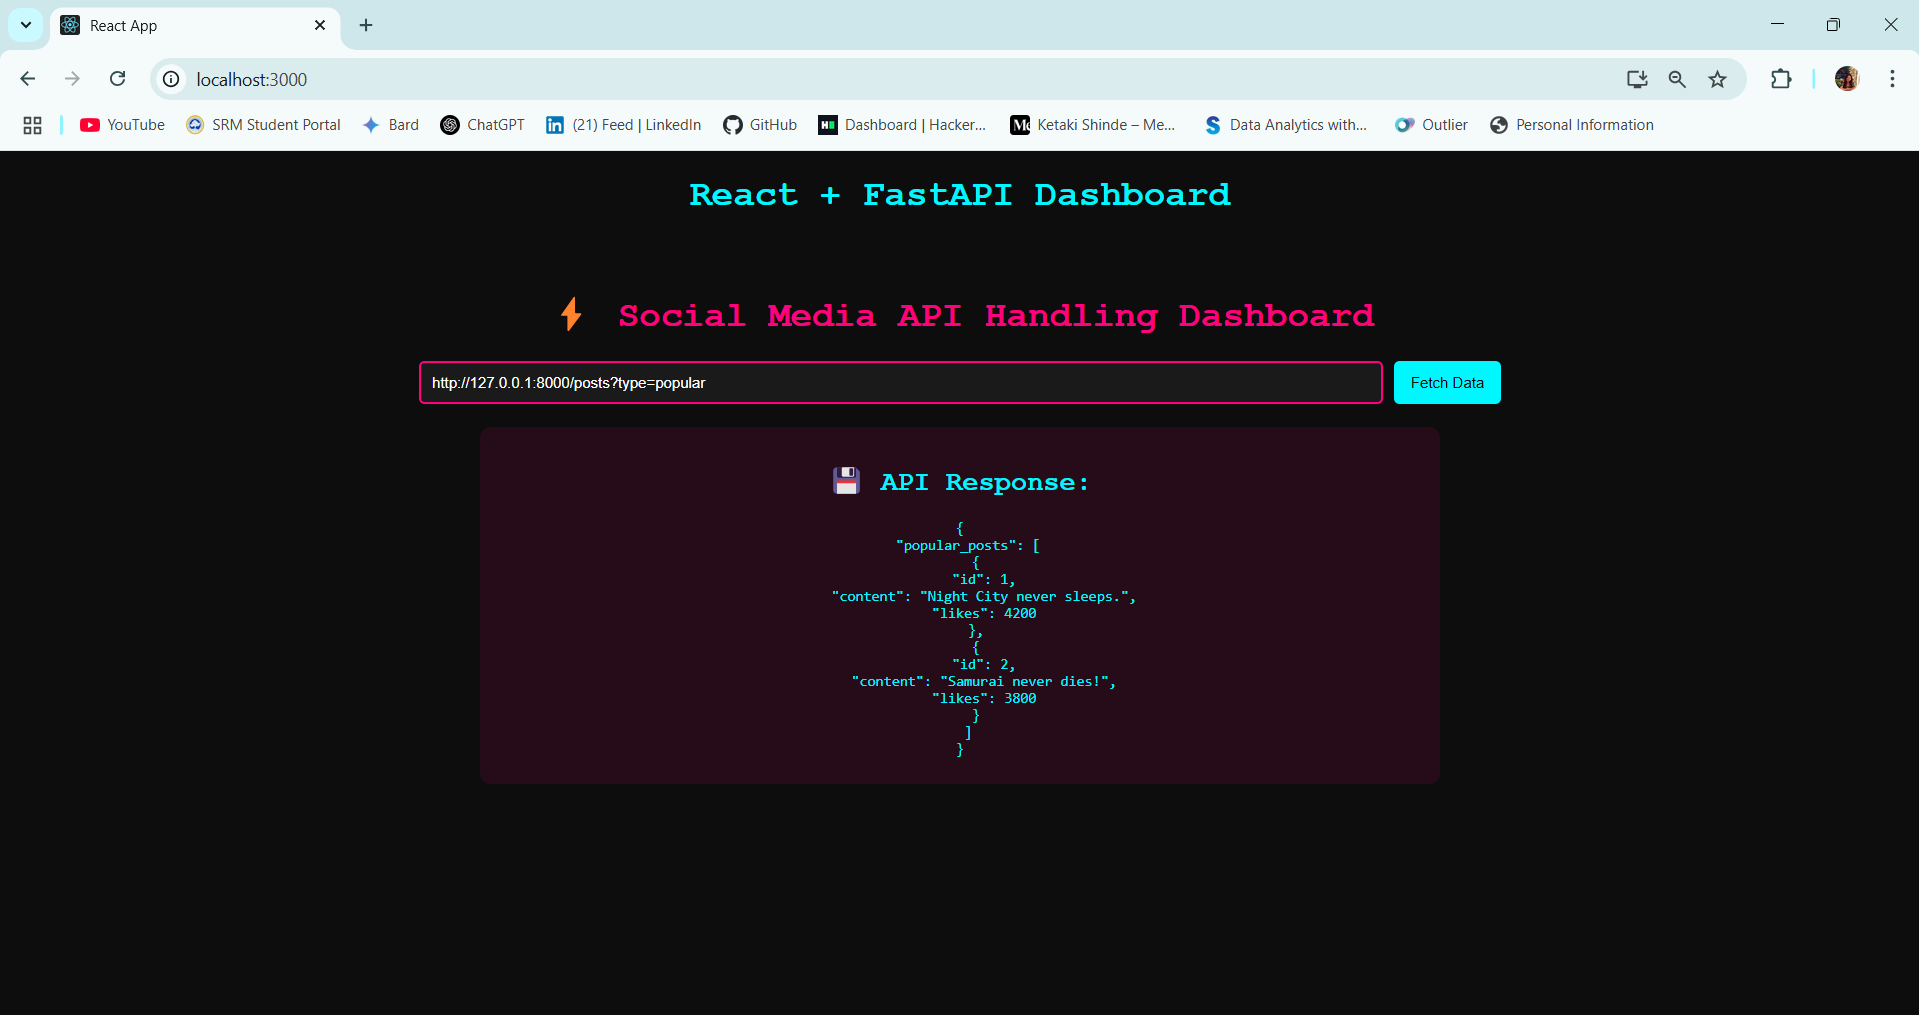 React App
localhost:3000
YouTube SRM Student Portal Bard ChatGPT (21) Feed | LinkedIn GitHub Dashboard | Hacker... Ketaki Shinde – Me... Data Analytics with... Outlier Personal Information
React + FastAPI Dashboard
Social Media API Handling Dashboard
http://127.0.0.1:8000/posts?type=popular Fetch Data
API Response:
{
"popular_posts": [
{
"id": 1,
"content": "Night City never sleeps.",
"likes": 4200
},
{
"id": 2,
"content": "Samurai never dies!",
"likes": 3800
}
]
}